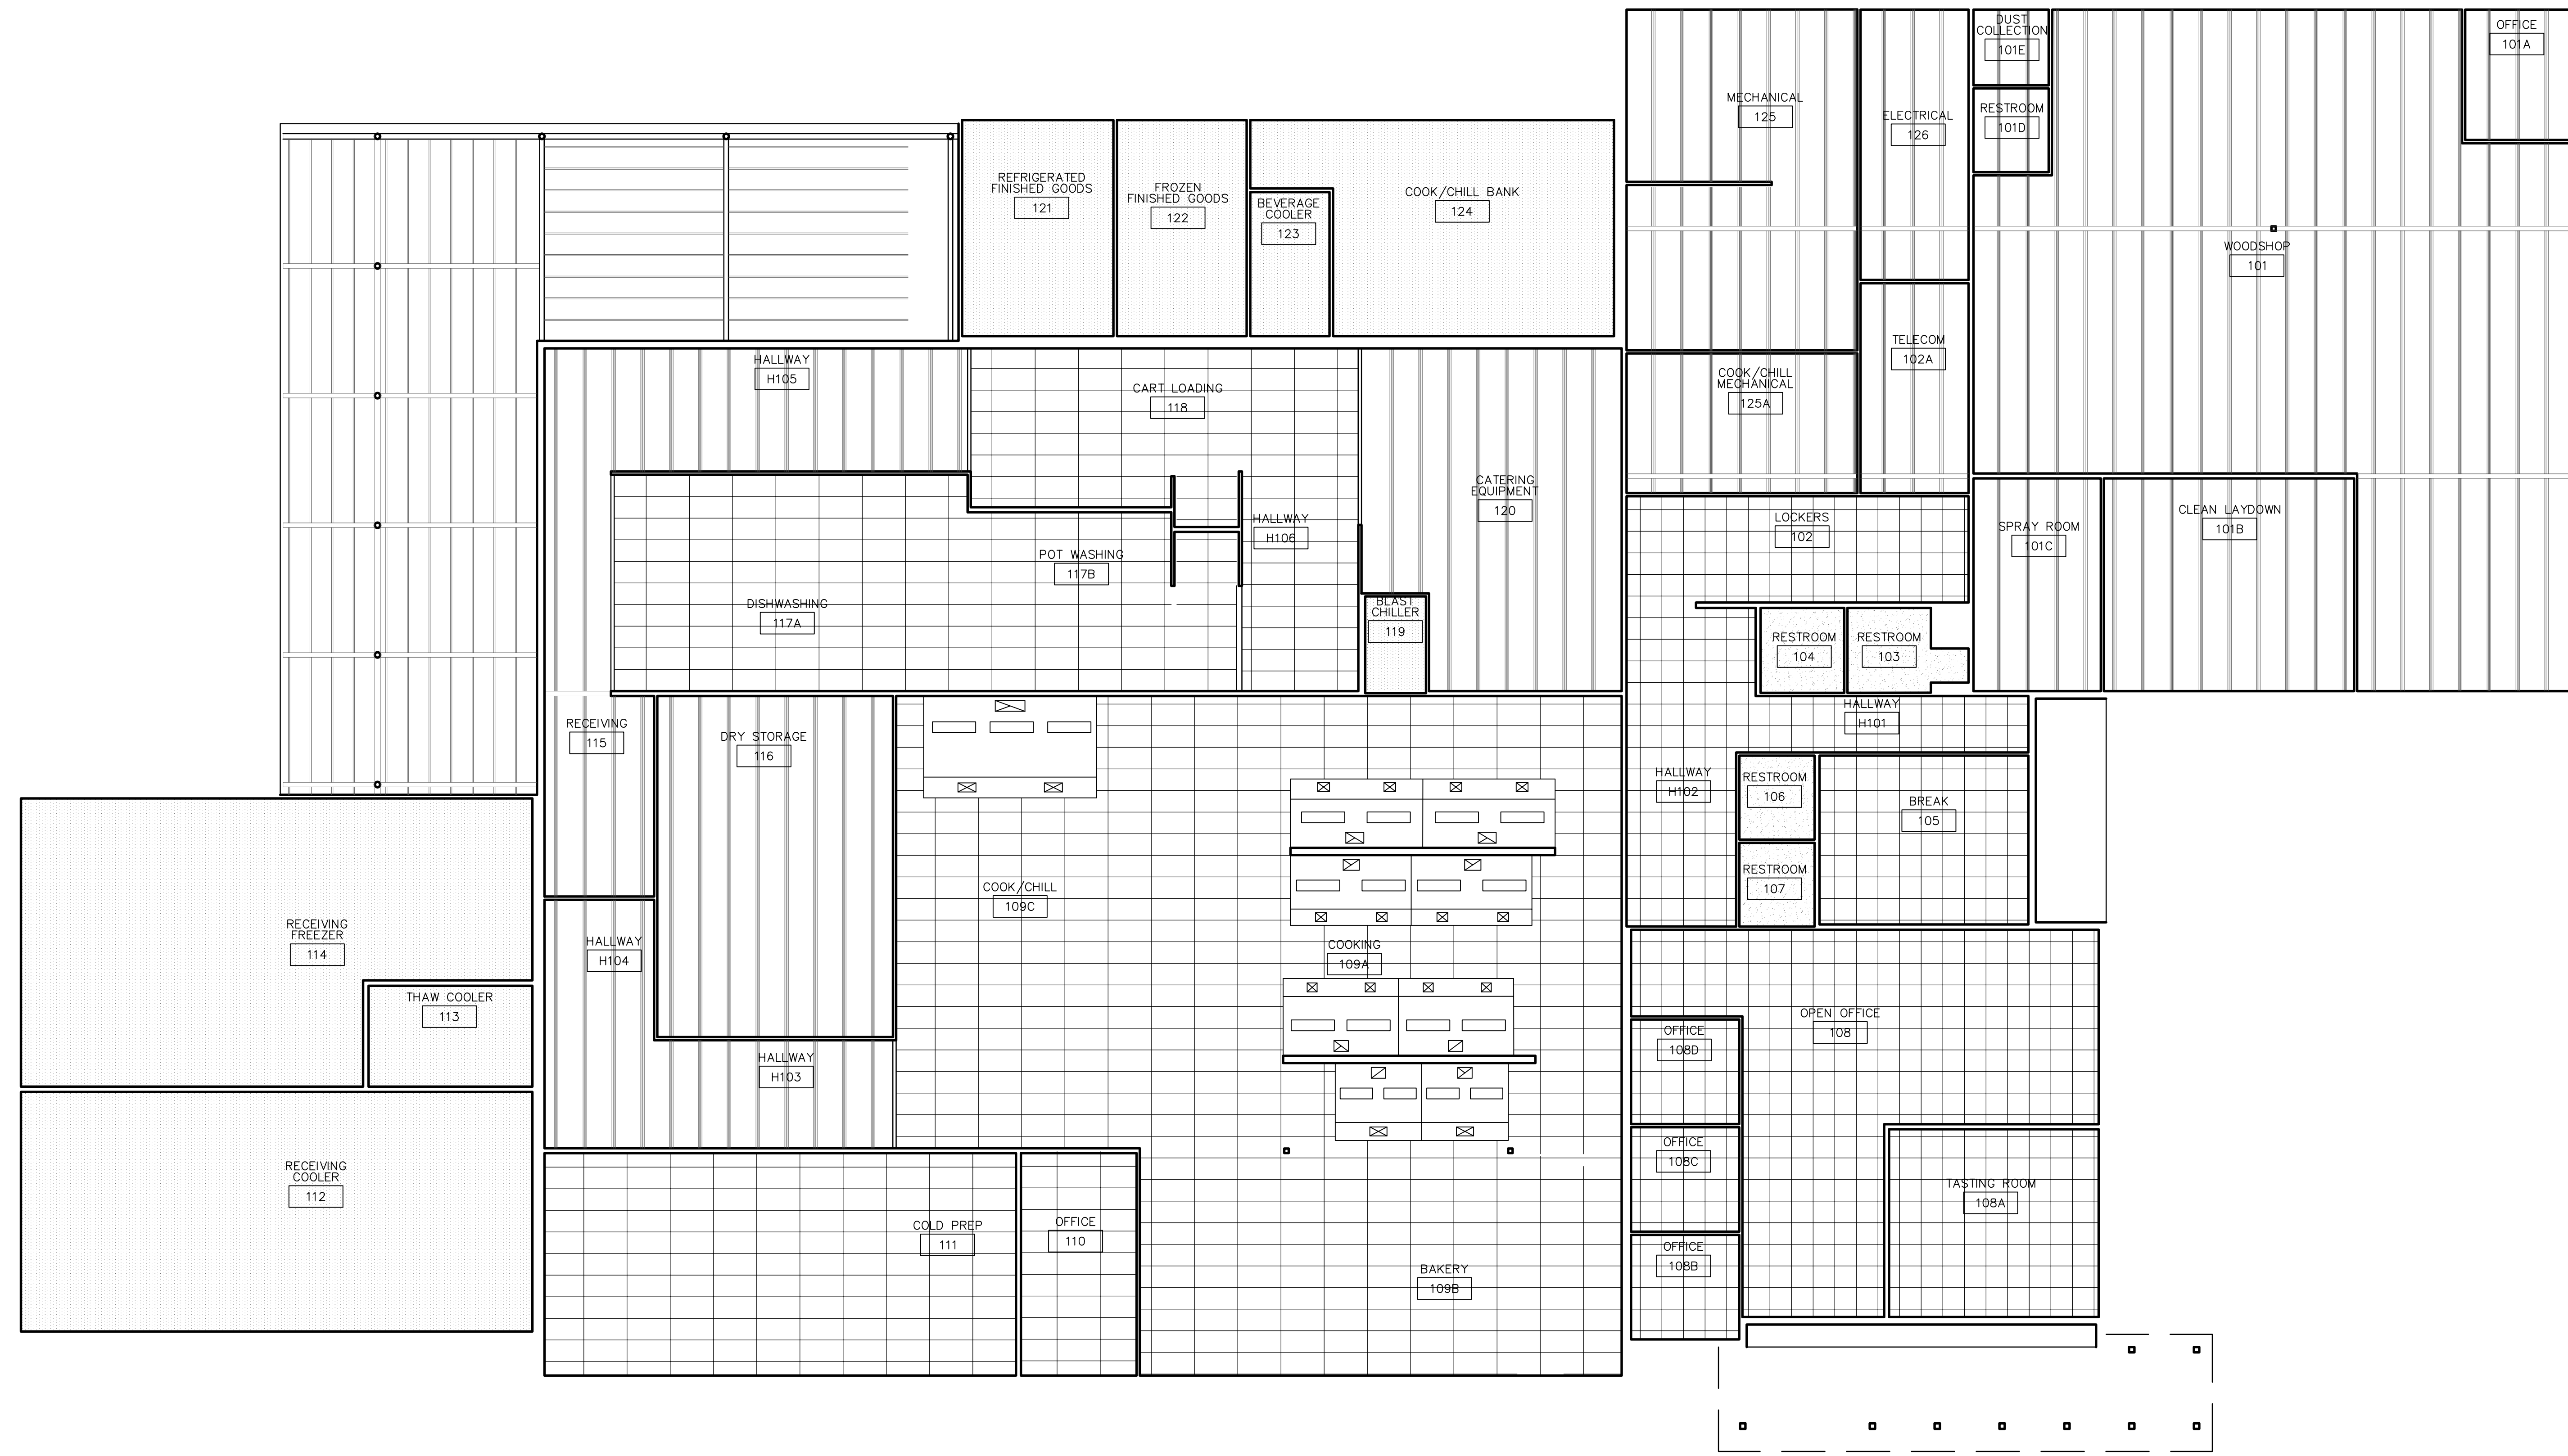 DUST
COLLECTION
101E
OFFICE
101A
MECHANICAL
125
ELECTRICAL
126
RESTROOM
101D
REFRIGERATED
FINISHED GOODS
121
FROZEN
FINISHED GOODS
122
BEVERAGE
COOLER
123
COOK/CHILL BANK
124
WOODSHOP
101
HALLWAY
H105
CART LOADING
118
TELECOM
102A
COOK/CHILL
MECHANICAL
125A
CATERING
EQUIPMENT
120
HALLWAY
H106
LOCKERS
102
SPRAY ROOM
101C
CLEAN LAYDOWN
101B
POT WASHING
117B
DISHWASHING
117A
BLAST
CHILLER
119
RESTROOM
104
RESTROOM
103
HALLWAY
H101
RECEIVING
115
DRY STORAGE
116
HALLWAY
H102
RESTROOM
106
BREAK
105
RESTROOM
107
COOK/CHILL
109C
RECEIVING
FREEZER
114
HALLWAY
H104
COOKING
109A
THAW COOLER
113
OPEN OFFICE
108
OFFICE
108D
HALLWAY
H103
OFFICE
108C
RECEIVING
COOLER
112
TASTING ROOM
108A
COLD PREP
111
OFFICE
110
OFFICE
108B
BAKERY
109B